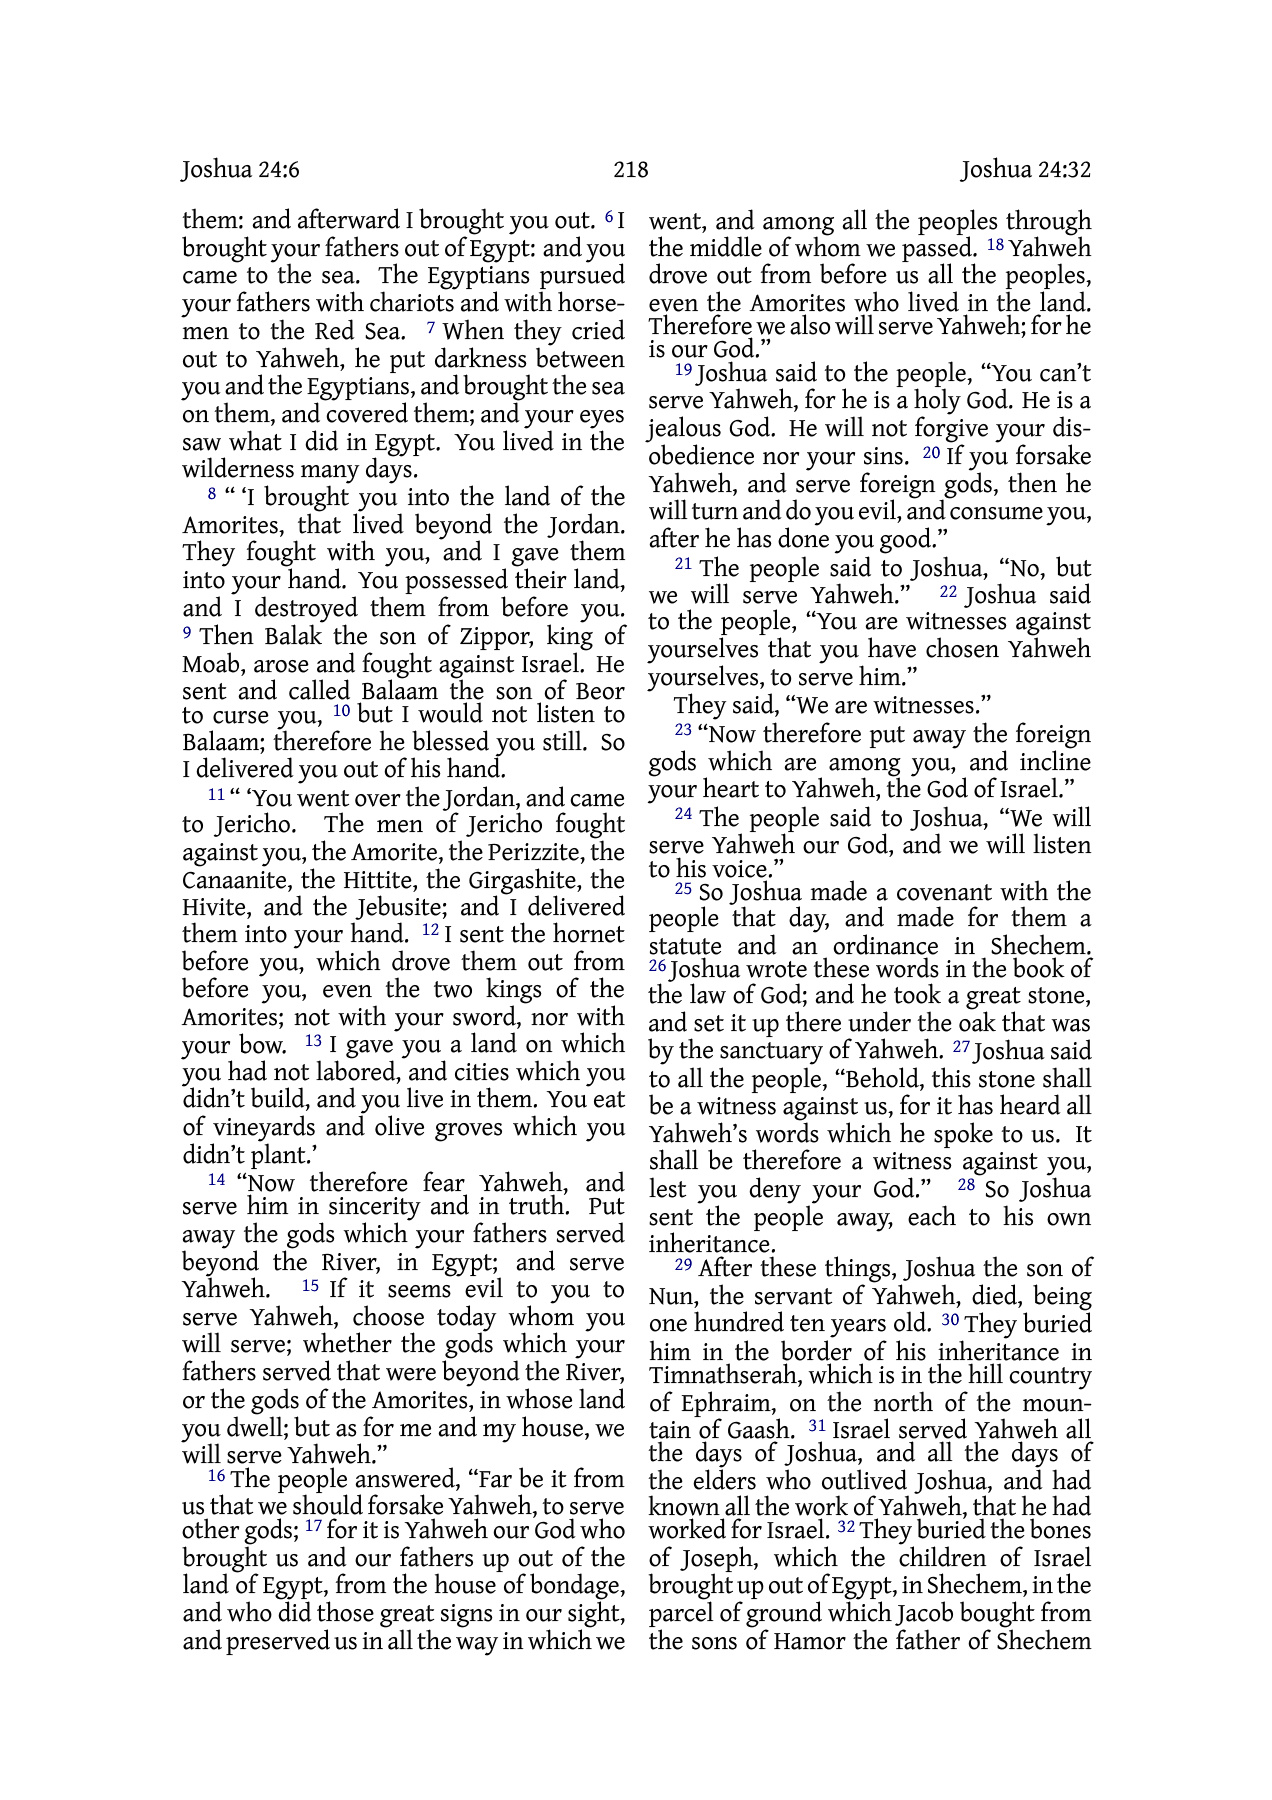 Joshua 24:6 218 Joshua 24:32
them: and afterward I brought you out. 6 I
brought your fathers out of Egypt: and you
came to the sea. The Egyptians pursued
your fathers with chariots and with horse-
men to the Red Sea. 7 When they cried
out to Yahweh, he put darkness between
you and the Egyptians, and brought the sea
on them, and covered them; and your eyes
saw what I did in Egypt. You lived in the
wilderness many days.
8 “ ‘I brought you into the land of the
Amorites, that lived beyond the Jordan.
They fought with you, and I gave them
into your hand. You possessed their land,
and I destroyed them from before you.
9 Then Balak the son of Zippor, king of
Moab, arose and fought against Israel. He
sent and called Balaam the son of Beor
to curse you, 10 but I would not listen to
Balaam; therefore he blessed you still. So
I delivered you out of his hand.
11 “ ‘You went over the Jordan, and came
to Jericho. The men of Jericho fought
against you, the Amorite, the Perizzite, the
Canaanite, the Hittite, the Girgashite, the
Hivite, and the Jebusite; and I delivered
them into your hand. 12 I sent the hornet
before you, which drove them out from
before you, even the two kings of the
Amorites; not with your sword, nor with
your bow. 13 I gave you a land on which
you had not labored, and cities which you
didn’t build, and you live in them. You eat
of vineyards and olive groves which you
didn’t plant.’
14 “Now therefore fear Yahweh, and
serve him in sincerity and in truth. Put
away the gods which your fathers served
beyond the River, in Egypt; and serve
Yahweh. 15 If it seems evil to you to
serve Yahweh, choose today whom you
will serve; whether the gods which your
fathers served that were beyond the River,
or the gods of the Amorites, in whose land
you dwell; but as for me and my house, we
will serve Yahweh.”
16 The people answered, “Far be it from
us that we should forsake Yahweh, to serve
other gods; 17 for it is Yahweh our God who
brought us and our fathers up out of the
land of Egypt, from the house of bondage,
and who did those great signs in our sight,
and preserved us in all the way in which we
went, and among all the peoples through
the middle of whom we passed. 18 Yahweh
drove out from before us all the peoples,
even the Amorites who lived in the land.
Therefore we also will serve Yahweh; for he
is our God.”
19 Joshua said to the people, “You can’t
serve Yahweh, for he is a holy God. He is a
jealous God. He will not forgive your dis-
obedience nor your sins. 20 If you forsake
Yahweh, and serve foreign gods, then he
will turn and do you evil, and consume you,
after he has done you good.”
21 The people said to Joshua, “No, but
we will serve Yahweh.” 22 Joshua said
to the people, “You are witnesses against
yourselves that you have chosen Yahweh
yourselves, to serve him.”
They said, “We are witnesses.”
23 “Now therefore put away the foreign
gods which are among you, and incline
your heart to Yahweh, the God of Israel.”
24 The people said to Joshua, “We will
serve Yahweh our God, and we will listen
to his voice.”
25 So Joshua made a covenant with the
people that day, and made for them a
statute and an ordinance in Shechem.
26 Joshua wrote these words in the book of
the law of God; and he took a great stone,
and set it up there under the oak that was
by the sanctuary of Yahweh. 27 Joshua said
to all the people, “Behold, this stone shall
be a witness against us, for it has heard all
Yahweh’s words which he spoke to us. It
shall be therefore a witness against you,
lest you deny your God.” 28 So Joshua
sent the people away, each to his own
inheritance.
29 After these things, Joshua the son of
Nun, the servant of Yahweh, died, being
one hundred ten years old. 30 They buried
him in the border of his inheritance in
Timnathserah, which is in the hill country
of Ephraim, on the north of the moun-
tain of Gaash. 31 Israel served Yahweh all
the days of Joshua, and all the days of
the elders who outlived Joshua, and had
known all the work of Yahweh, that he had
worked for Israel. 32 They buried the bones
of Joseph, which the children of Israel
brought up out of Egypt, in Shechem, in the
parcel of ground which Jacob bought from
the sons of Hamor the father of Shechem